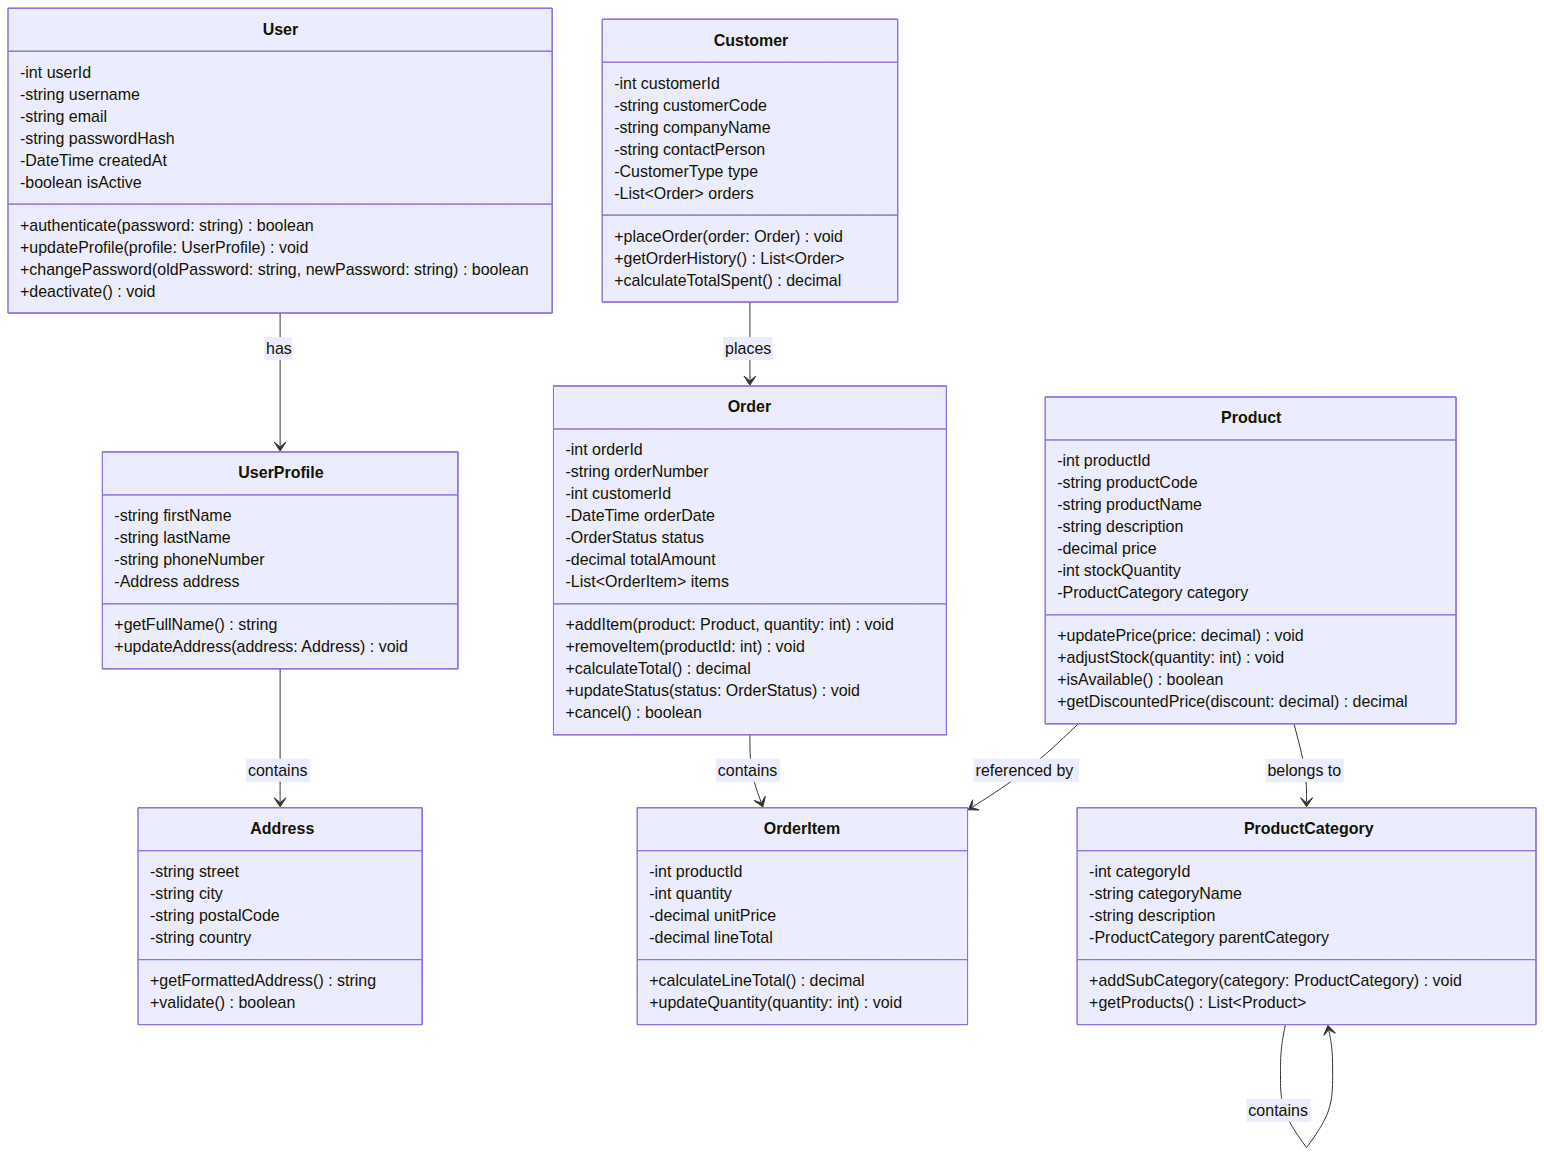 User
-int userId
-string username
-string email
-string passwordHash
-DateTime createdAt
-boolean isActive
+authenticate(password: string) : boolean
+updateProfile(profile: UserProfile) : void
+changePassword(oldPassword: string, newPassword: string) : boolean
+deactivate() : void
Customer
-int customerId
-string customerCode
-string companyName
-string contactPerson
-CustomerType type
-List<Order> orders
+placeOrder(order: Order) : void
+getOrderHistory() : List<Order>
+calculateTotalSpent() : decimal
has
places
UserProfile
-string firstName
-string lastName
-string phoneNumber
-Address address
+getFullName() : string
+updateAddress(address: Address) : void
Order
-int orderId
-string orderNumber
-int customerId
-DateTime orderDate
-OrderStatus status
-decimal totalAmount
-List<OrderItem> items
+addItem(product: Product, quantity: int) : void
+removeItem(productId: int) : void
+calculateTotal() : decimal
+updateStatus(status: OrderStatus) : void
+cancel() : boolean
Product
-int productId
-string productCode
-string productName
-string description
-decimal price
-int stockQuantity
-ProductCategory category
+updatePrice(price: decimal) : void
+adjustStock(quantity: int) : void
+isAvailable() : boolean
+getDiscountedPrice(discount: decimal) : decimal
contains
contains
referenced by
belongs to
Address
-string street
-string city
-string postalCode
-string country
+getFormattedAddress() : string
+validate() : boolean
OrderItem
-int productId
-int quantity
-decimal unitPrice
-decimal lineTotal
+calculateLineTotal() : decimal
+updateQuantity(quantity: int) : void
ProductCategory
-int categoryId
-string categoryName
-string description
-ProductCategory parentCategory
+addSubCategory(category: ProductCategory) : void
+getProducts() : List<Product>
contains